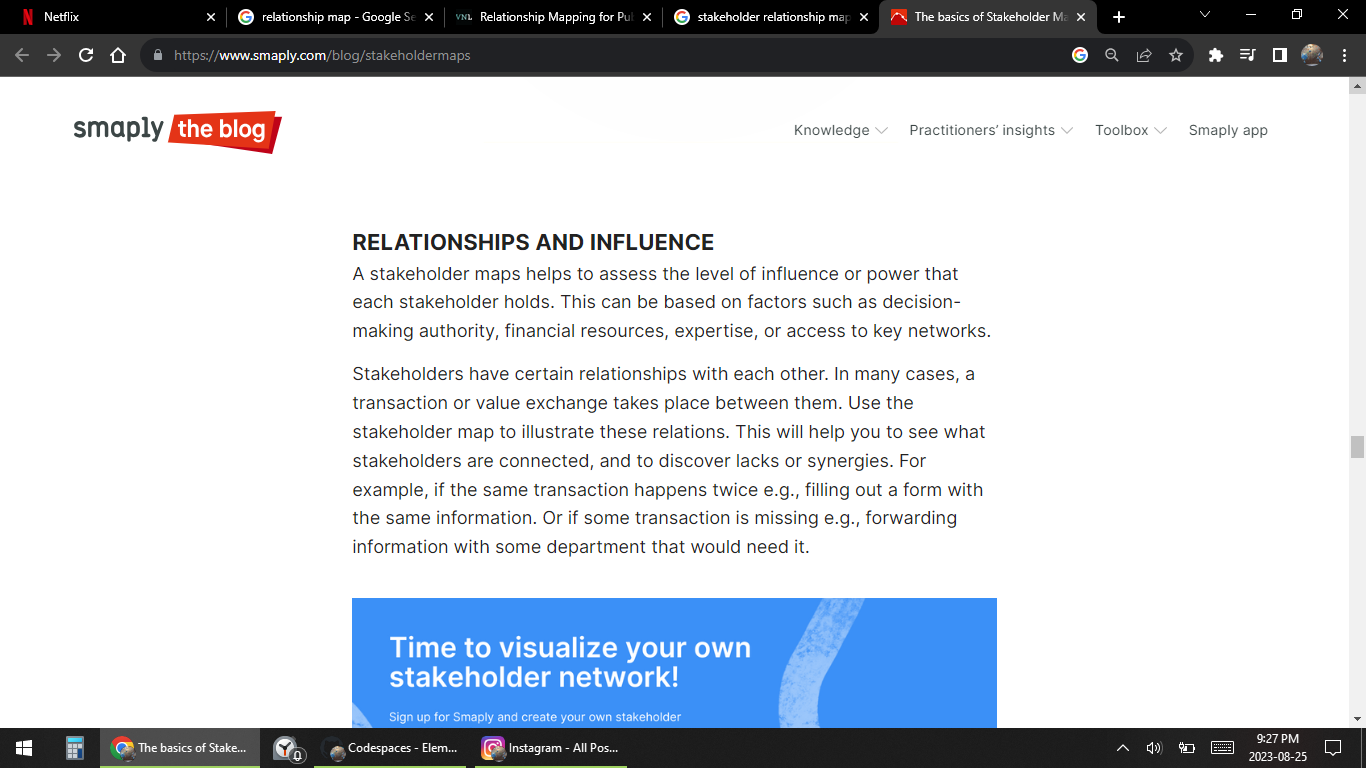 Netflix
relationship map - Google Se
Relationship Mapping for Pul
stakeholder relationship map
The basics of Stakeholder Ma
https://www.smaply.com/blog/stakeholdermaps
smaply the blog
Knowledge
Practitioners’ insights
Toolbox
Smaply app
RELATIONSHIPS AND INFLUENCE
A stakeholder maps helps to assess the level of influence or power that
each stakeholder holds. This can be based on factors such as decision-
making authority, financial resources, expertise, or access to key networks.
Stakeholders have certain relationships with each other. In many cases, a
transaction or value exchange takes place between them. Use the
stakeholder map to illustrate these relations. This will help you to see what
stakeholders are connected, and to discover lacks or synergies. For
example, if the same transaction happens twice e.g., filling out a form with
the same information. Or if some transaction is missing e.g., forwarding
information with some department that would need it.
Time to visualize your own
stakeholder network!
Sign up for Smaply and create your own stakeholder
The basics of Stake...
Codespaces - Elem...
Instagram - All Pos...
9:27 PM
2023-08-25